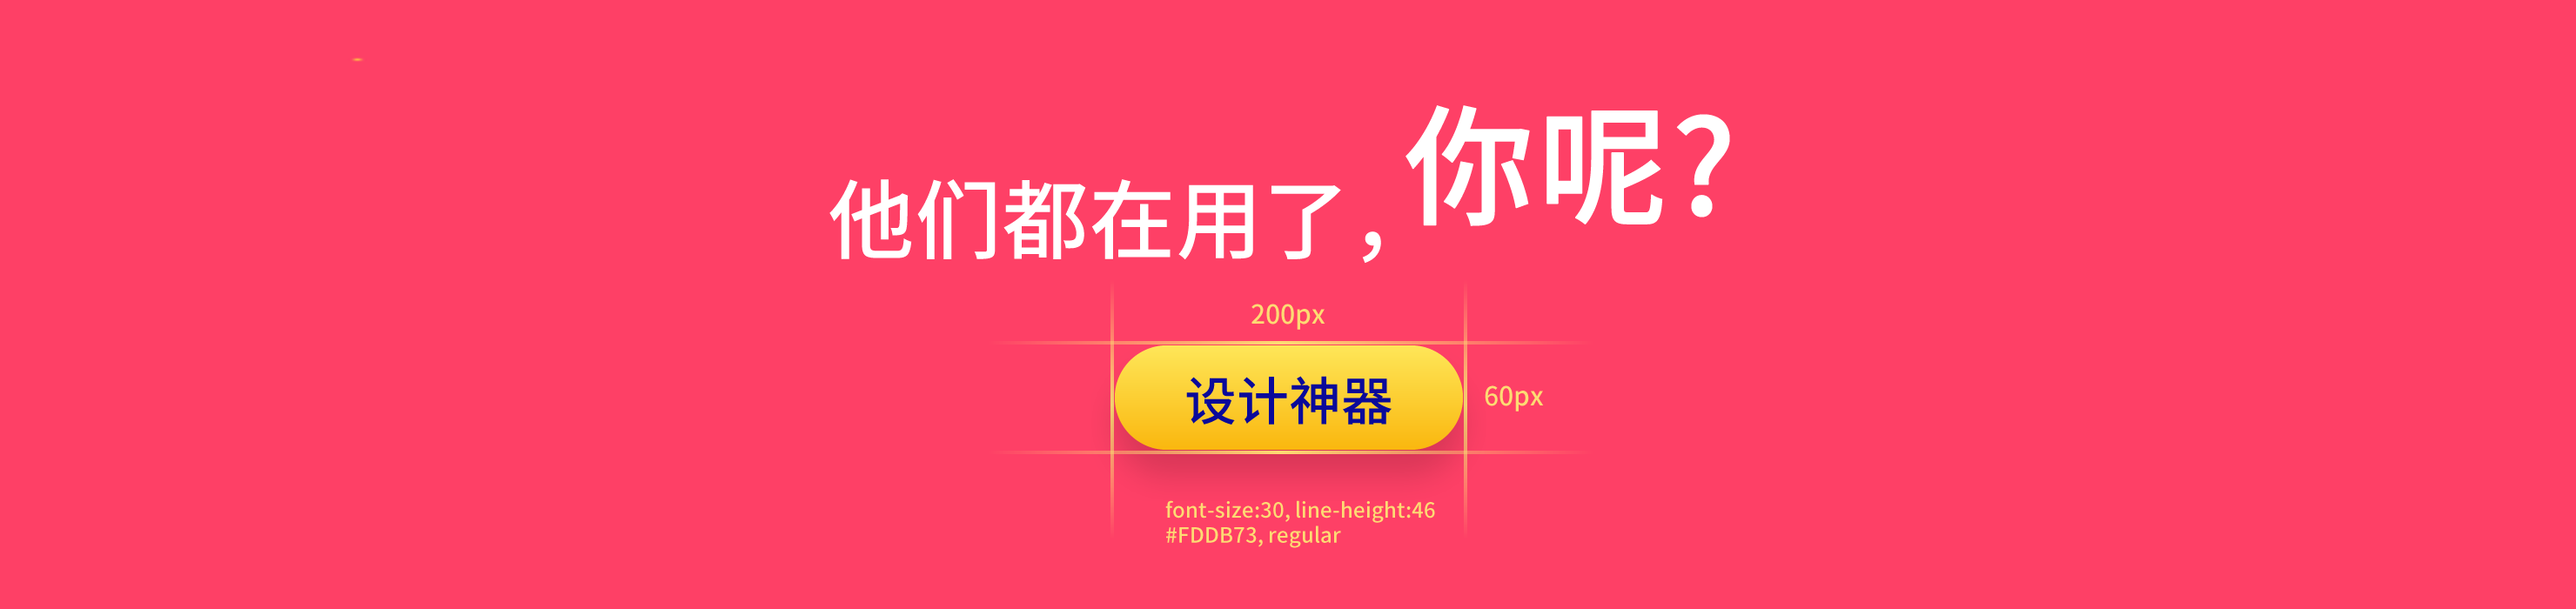 他们都在用了,你呢?
200px
设计神器
60px
font-size:30, line-height:46
#FDDB73, regular